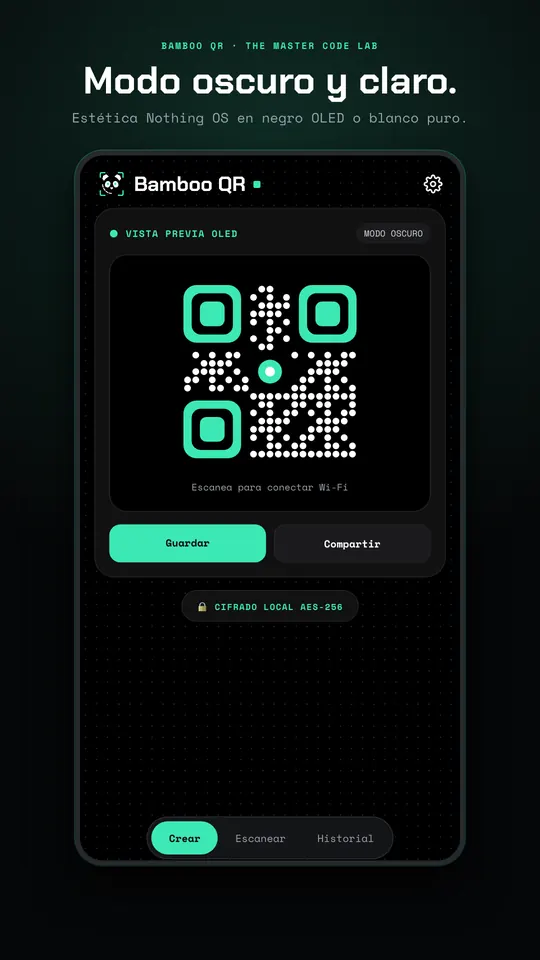 BAMBOO QR · THE MASTER CODE LAB
Modo oscuro y claro.
Estética Nothing OS en negro OLED o blanco puro.
Bamboo QR
VISTA PREVIA OLED
MODO OSCURO
Escanea para conectar Wi-Fi
Guardar
Compartir
🔒 CIFRADO LOCAL AES-256
Crear
Escanear
Historial